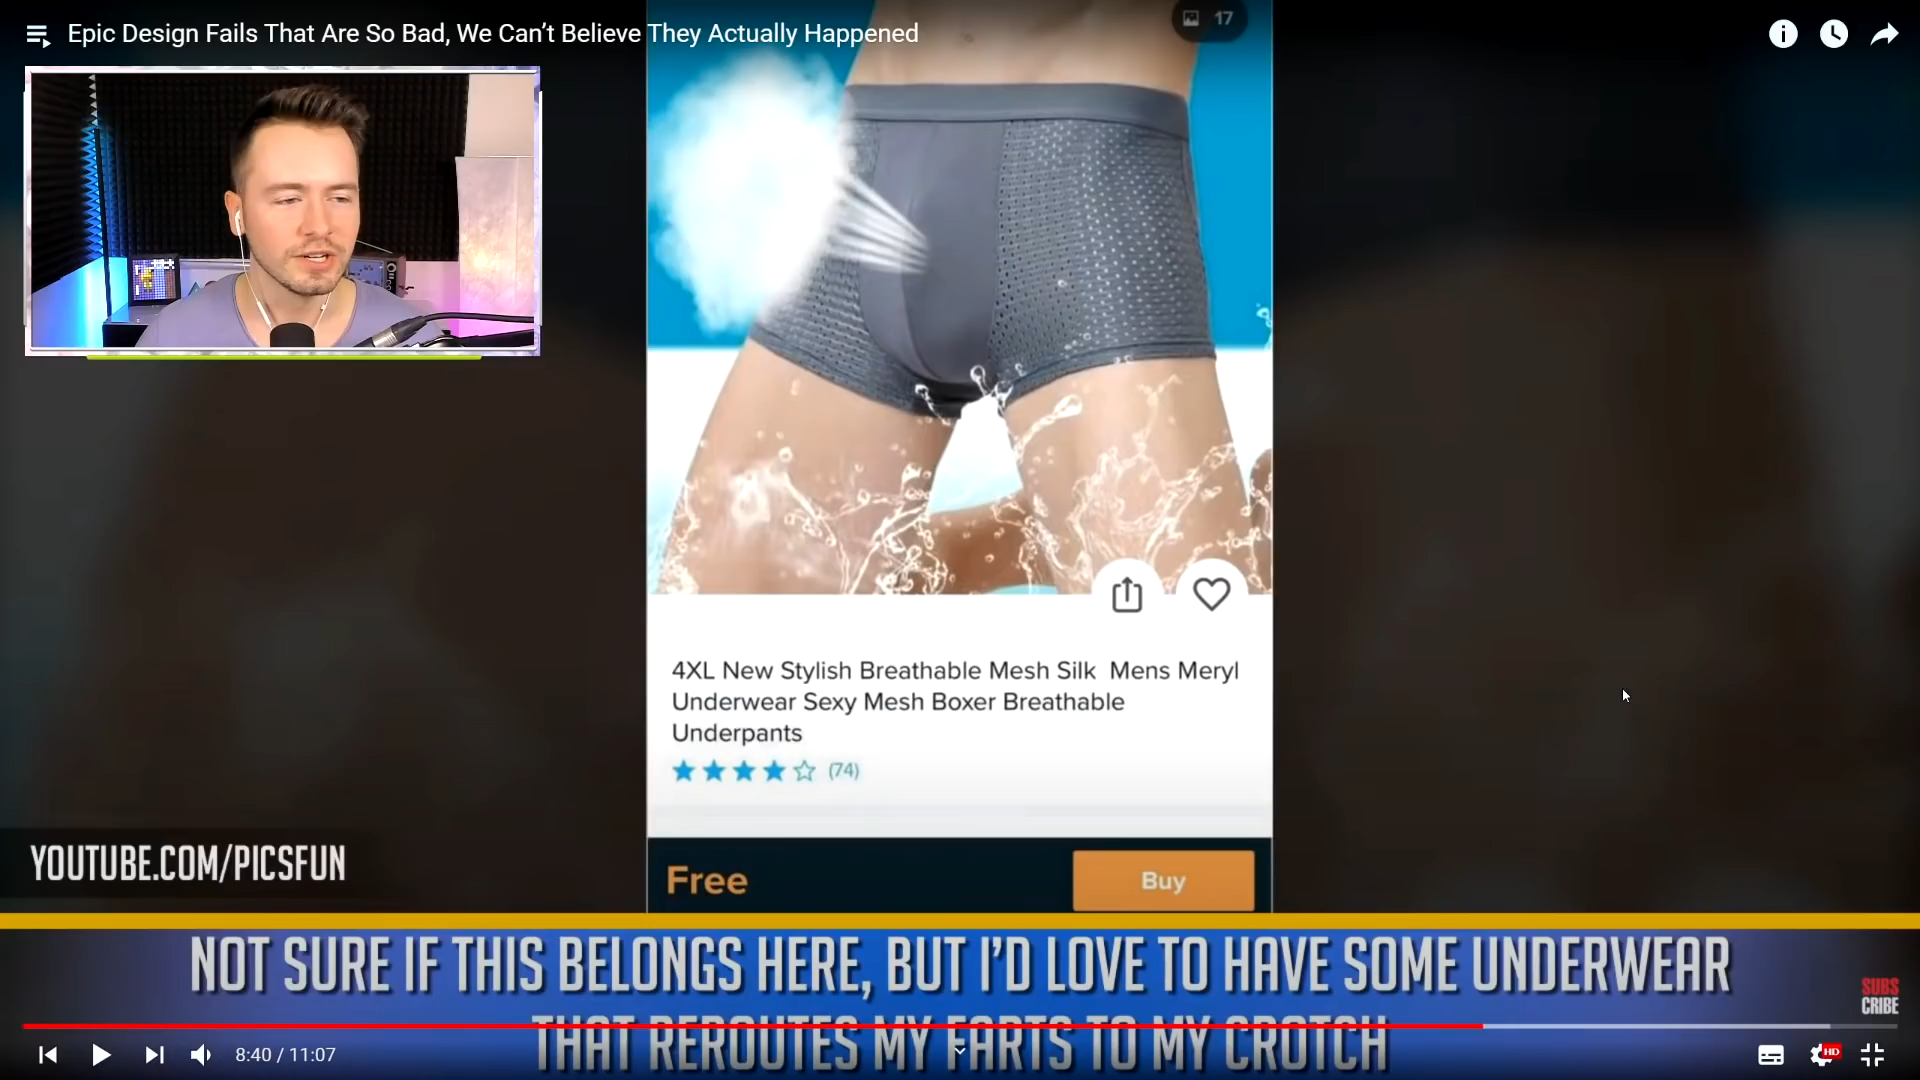 Epic Design Fails That Are So Bad, We Can’t Believe They Actually Happened
17
4XL New Stylish Breathable Mesh Silk Mens Meryl
Underwear Sexy Mesh Boxer Breathable
Underpants
(74)
Free
Buy
YOUTUBE.COM/PICSFUN
NOT SURE IF THIS BELONGS HERE, BUT I’D LOVE TO HAVE SOME UNDERWEAR
THAT REROUTES MY FARTS TO MY CROTCH
SUBS
CRIBE
8:40 / 11:07
HD